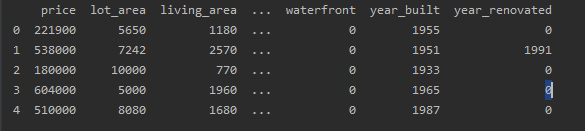 price lot_area living_area ... waterfront year_built year_renovated
0 221900 5650 1180 ... 0 1955 0
1 538000 7242 2570 ... 0 1951 1991
2 180000 10000 770 ... 0 1933 0
3 604000 5000 1960 ... 0 1965 0
4 510000 8080 1680 ... 0 1987 0